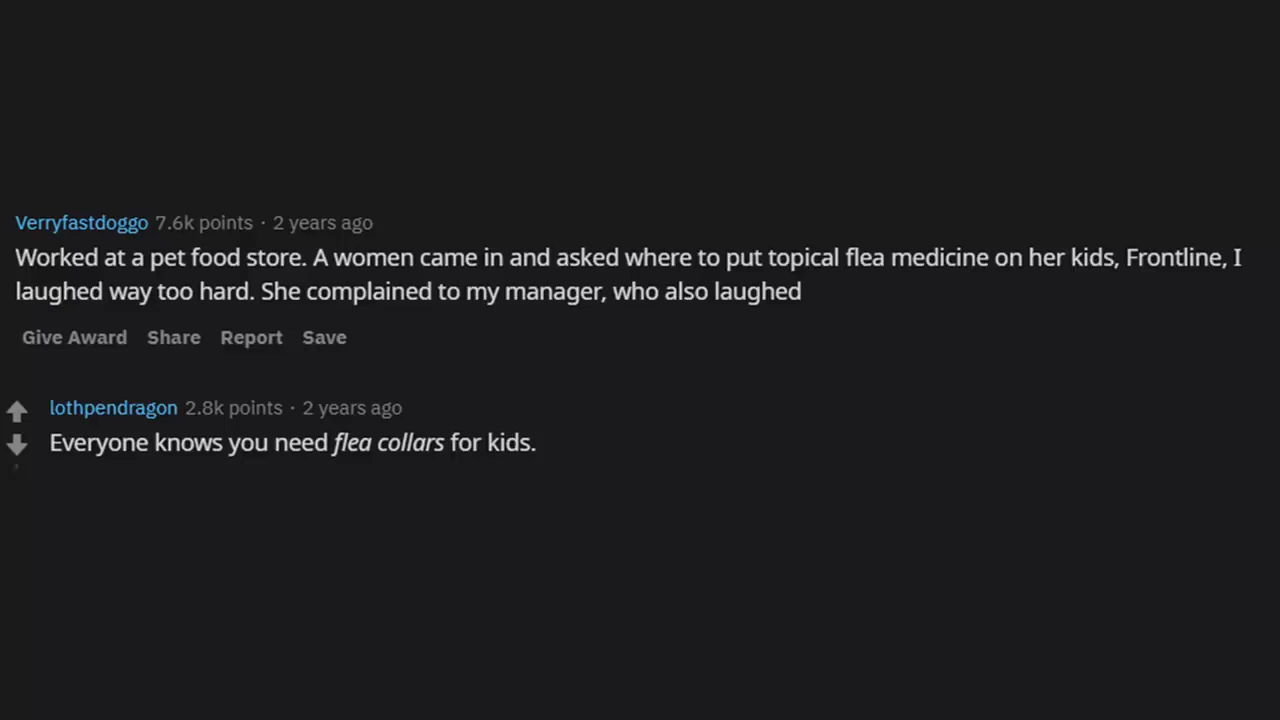 Verryfastdoggo 7.6k points · 2 years ago
Worked at a pet food store. A women came in and asked where to put topical flea medicine on her kids, Frontline, I
laughed way too hard. She complained to my manager, who also laughed
Give Award Share Report Save
lothpendragon 2.8k points · 2 years ago
Everyone knows you need flea collars for kids.